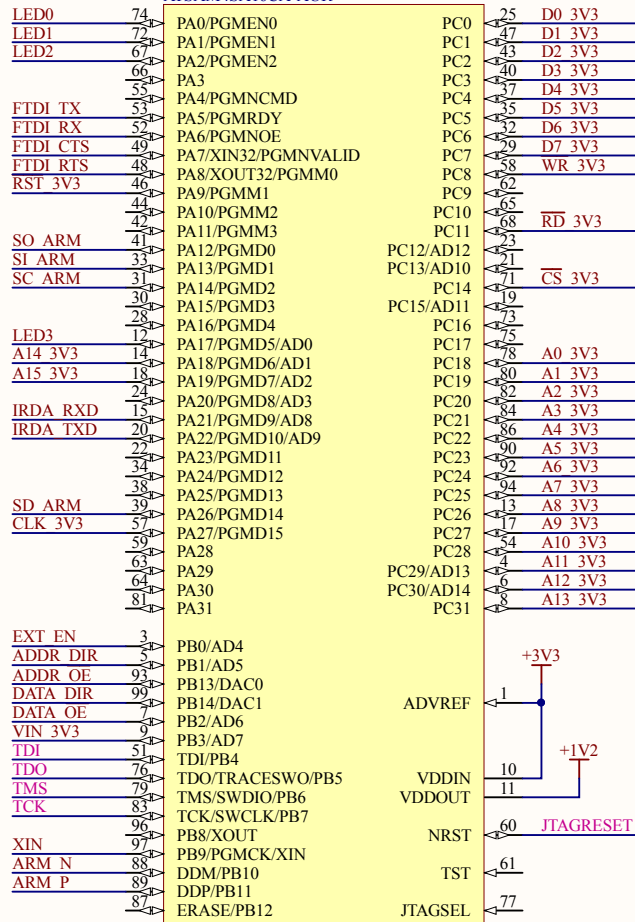 LED0 74 PA0/PGMEN0 PC0 25 D0 3V3
LED1 72 PA1/PGMEN1 PC1 47 D1 3V3
LED2 67 PA2/PGMEN2 PC2 43 D2 3V3
66 PA3 PC3 40 D3 3V3
55 PA4/PGMNCMD PC4 37 D4 3V3
FTDI TX 53 PA5/PGMRDY PC5 35 D5 3V3
FTDI RX 52 PA6/PGMNOE PC6 32 D6 3V3
FTDI CTS 49 PA7/XIN32/PGMNVALID PC7 29 D7 3V3
FTDI RTS 48 PA8/XOUT32/PGMM0 PC8 58 WR 3V3
RST 3V3 46 PA9/PGMM1 PC9 62
44 PA10/PGMM2 PC10 65
42 PA11/PGMM3 PC11 68 RD 3V3
SO ARM 41 PA12/PGMD0 PC12/AD12 23
SI ARM 33 PA13/PGMD1 PC13/AD10 21
SC ARM 31 PA14/PGMD2 PC14 71 CS 3V3
30 PA15/PGMD3 PC15/AD11 19
28 PA16/PGMD4 PC16 73
LED3 12 PA17/PGMD5/AD0 PC17 75
A14 3V3 14 PA18/PGMD6/AD1 PC18 78 A0 3V3
A15 3V3 18 PA19/PGMD7/AD2 PC19 80 A1 3V3
24 PA20/PGMD8/AD3 PC20 82 A2 3V3
IRDA RXD 15 PA21/PGMD9/AD8 PC21 84 A3 3V3
IRDA TXD 20 PA22/PGMD10/AD9 PC22 86 A4 3V3
22 PA23/PGMD11 PC23 90 A5 3V3
34 PA24/PGMD12 PC24 92 A6 3V3
38 PA25/PGMD13 PC25 94 A7 3V3
SD ARM 39 PA26/PGMD14 PC26 13 A8 3V3
CLK 3V3 57 PA27/PGMD15 PC27 17 A9 3V3
59 PA28 PC28 54 A10 3V3
63 PA29 PC29/AD13 4 A11 3V3
64 PA30 PC30/AD14 6 A12 3V3
81 PA31 PC31 8 A13 3V3
EXT EN 3 PB0/AD4
ADDR DIR 5 PB1/AD5 +3V3
ADDR OE 93 PB13/DAC0
DATA DIR 99 PB14/DAC1 ADVREF 1
DATA OE 7 PB2/AD6
VIN 3V3 9 PB3/AD7
TDI 51 TDI/PB4 +1V2
TDO 76 TDO/TRACESWO/PB5 VDDIN 10
TMS 79 TMS/SWDIO/PB6 VDDOUT 11
TCK 83 TCK/SWCLK/PB7
96 PB8/XOUT NRST 60 JTAGRESET
XIN 97 PB9/PGMCK/XIN
ARM N 88 DDM/PB10 TST 61
ARM P 89 DDP/PB11
87 ERASE/PB12 JTAGSEL 77